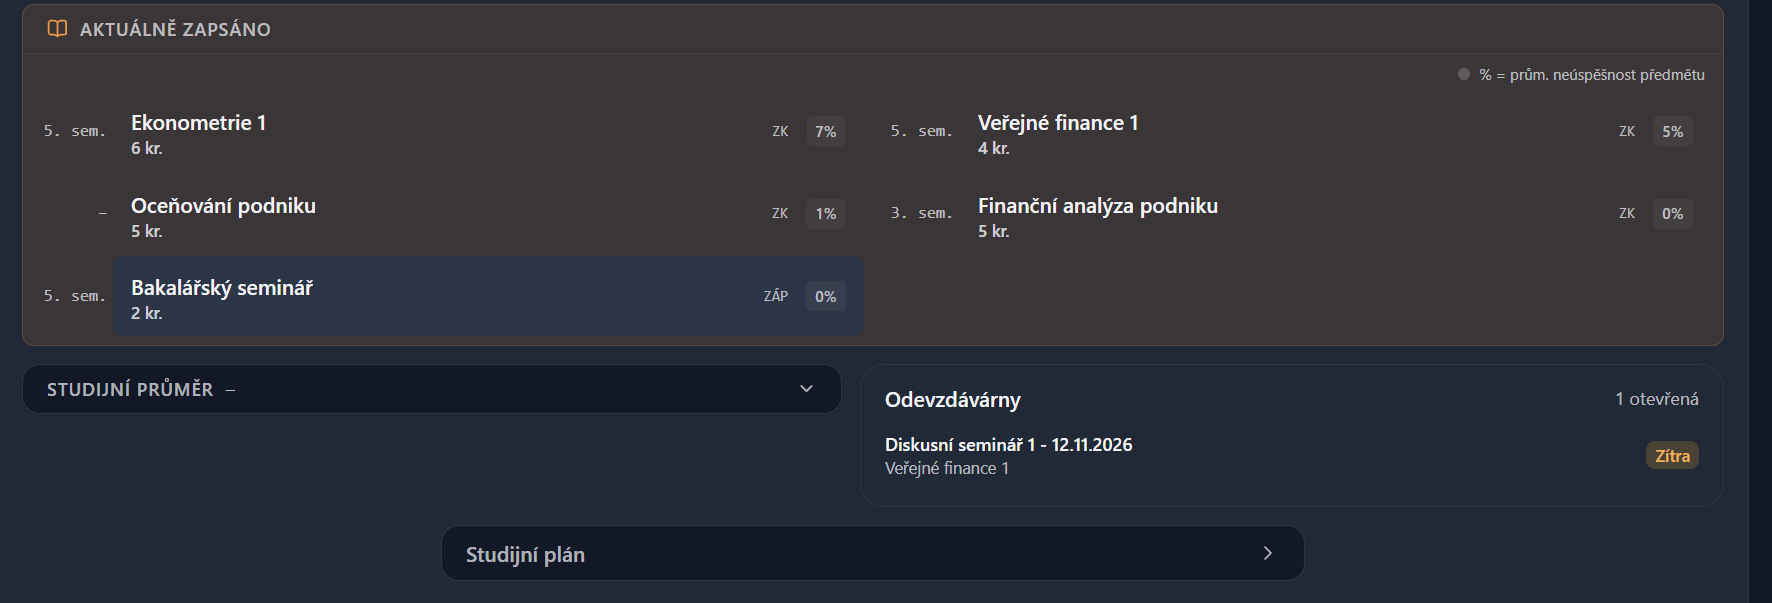 AKTUÁLNĚ ZAPSÁNO
% = prům. neúspěšnost předmětu
5. sem.
Ekonometrie 1
6 kr.
ZK
7%
5. sem.
Veřejné finance 1
4 kr.
ZK
5%
–
Oceňování podniku
5 kr.
ZK
1%
3. sem.
Finanční analýza podniku
5 kr.
ZK
0%
5. sem.
Bakalářský seminář
2 kr.
ZÁP
0%
STUDIJNÍ PRŮMĚR –
Odevzdávárny
1 otevřená
Diskusní seminář 1 - 12.11.2026
Veřejné finance 1
Zítra
Studijní plán